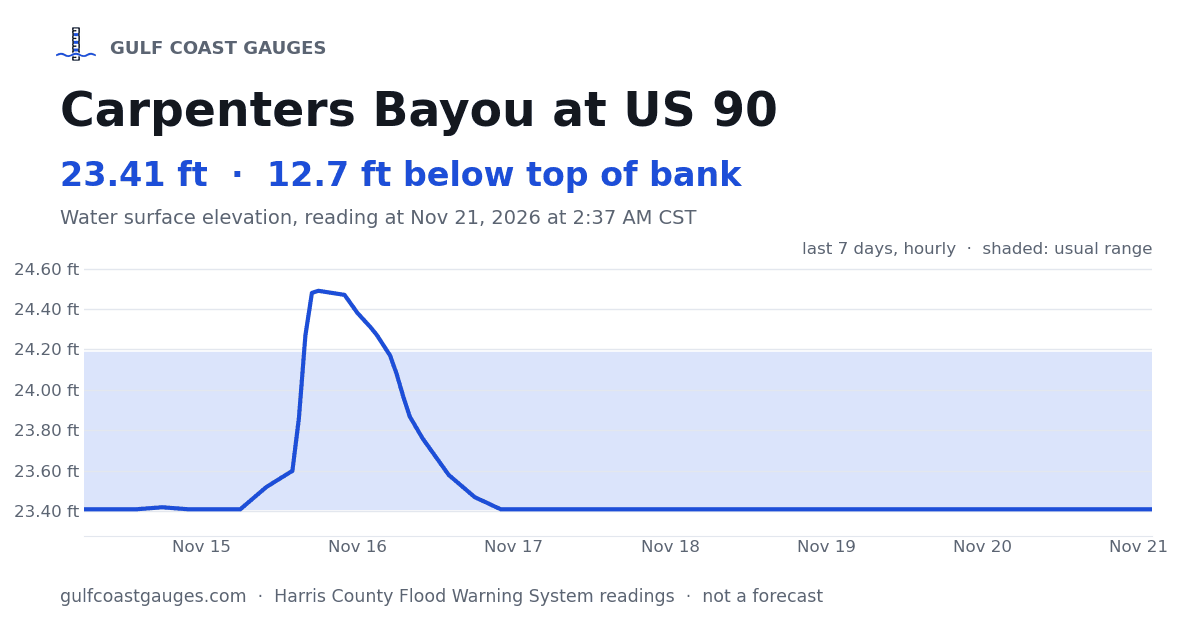 GULF COAST GAUGES
Carpenters Bayou at US 90
23.41 ft · 12.7 ft below top of bank
Water surface elevation, reading at Nov 21, 2026 at 2:37 AM CST
last 7 days, hourly · shaded: usual range
24.60 ft
24.40 ft
24.20 ft
24.00 ft
23.80 ft
23.60 ft
23.40 ft
Nov 15 Nov 16 Nov 17 Nov 18 Nov 19 Nov 20 Nov 21
gulfcoastgauges.com · Harris County Flood Warning System readings · not a forecast